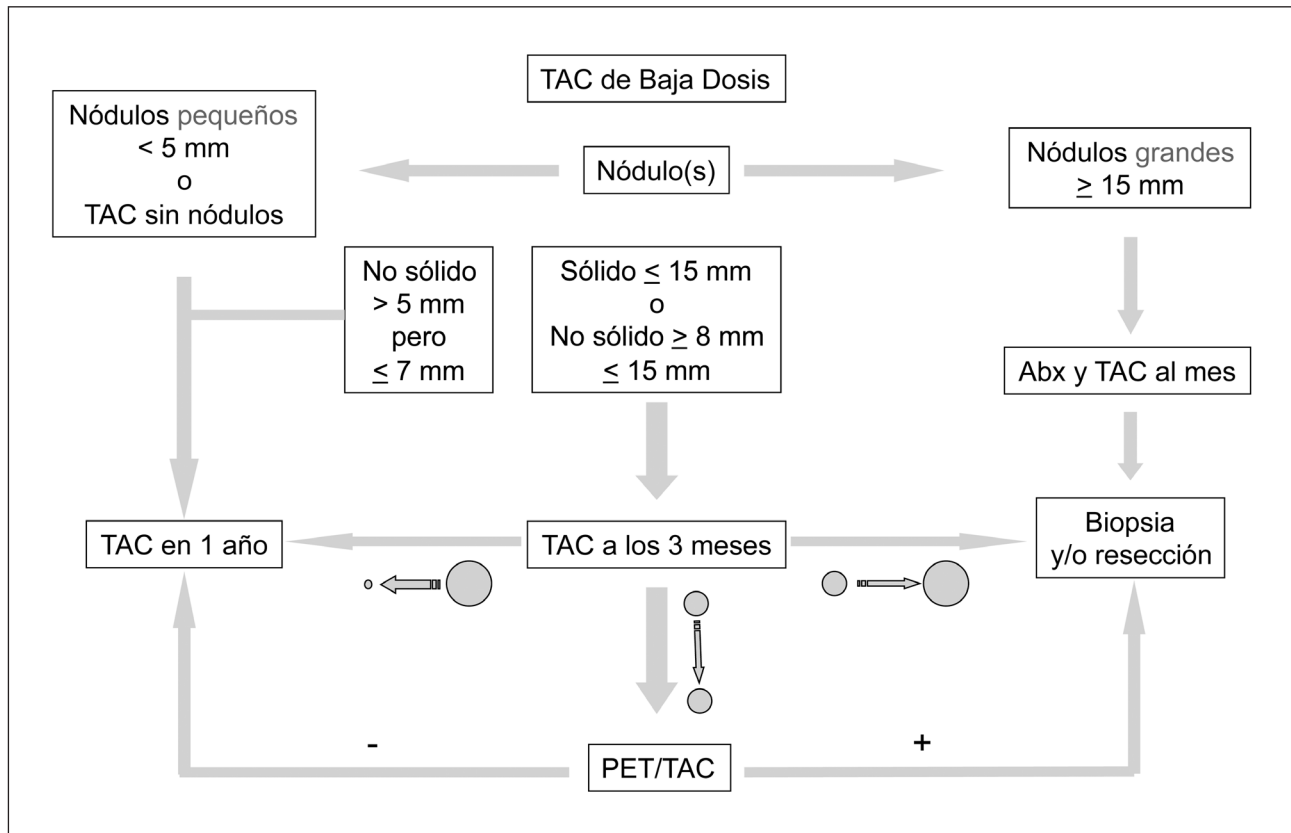 TAC de Baja Dosis
Nódulos pequeños
< 5 mm
o
TAC sin nódulos
Nódulo(s)
Nódulos grandes
≥ 15 mm
No sólido
> 5 mm
pero
≤ 7 mm
Sólido ≤ 15 mm
o
No sólido ≥ 8 mm
≤ 15 mm
Abx y TAC al mes
TAC en 1 año
TAC a los 3 meses
Biopsia
y/o resección
-
+
PET/TAC